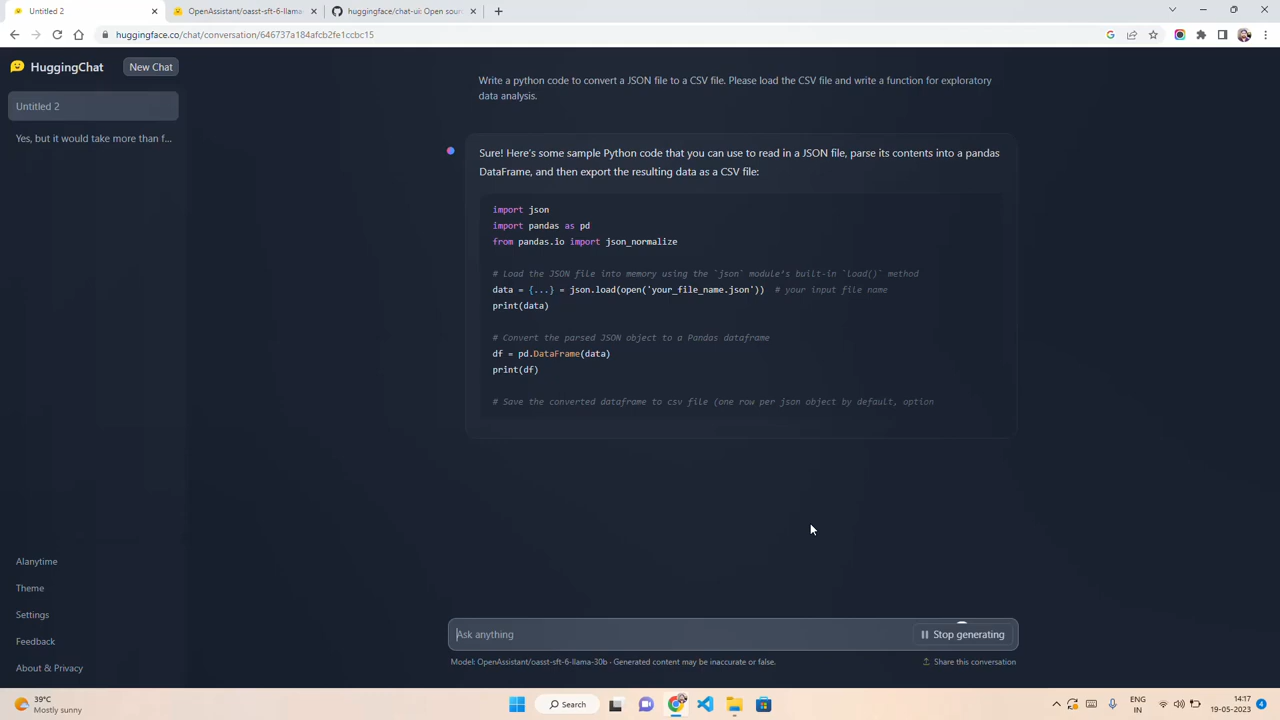 Untitled 2
OpenAssistant/oasst-sft-6-llama
huggingface/chat-ui: Open sour
huggingface.co/chat/conversation/646737a184afcb2fe1ccbc15
HuggingChat
New Chat
Untitled 2
Yes, but it would take more than f...
Write a python code to convert a JSON file to a CSV file. Please load the CSV file and write a function for exploratory
data analysis.
Sure! Here's some sample Python code that you can use to read in a JSON file, parse its contents into a pandas
DataFrame, and then export the resulting data as a CSV file:
import json
import pandas as pd
from pandas.io import json_normalize
# Load the JSON file into memory using the `json` module's built-in `load()` method
data = {...} = json.load(open('your_file_name.json')) # your input file name
print(data)
# Convert the parsed JSON object to a Pandas dataframe
df = pd.DataFrame(data)
print(df)
# Save the converted dataframe to csv file (one row per json object by default, option
AIanytime
Theme
Settings
Feedback
About & Privacy
Ask anything
Stop generating
Model: OpenAssistant/oasst-sft-6-llama-30b · Generated content may be inaccurate or false.
Share this conversation
39°C
Mostly sunny
Search
ENG
IN
14:17
19-05-2023
4